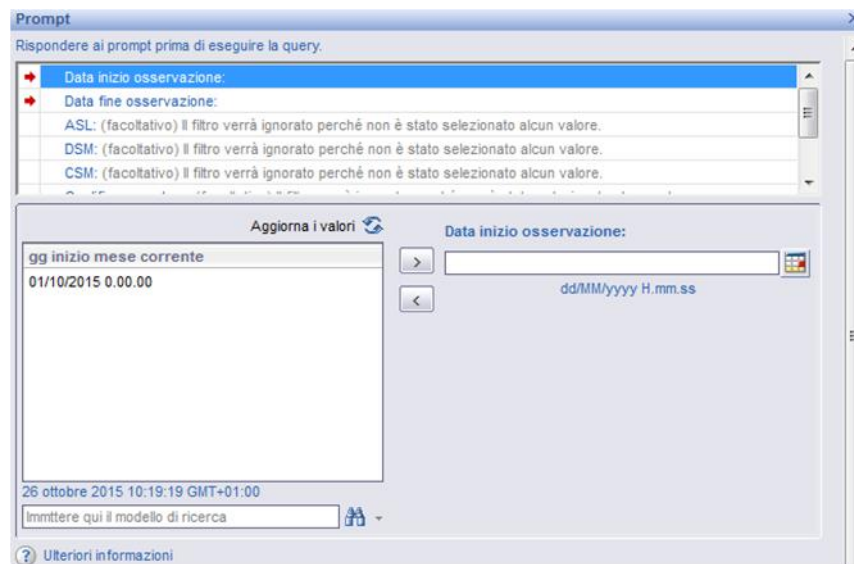 Prompt
Rispondere ai prompt prima di eseguire la query.
Data inizio osservazione:
Data fine osservazione:
ASL: (facoltativo) Il filtro verrà ignorato perché non è stato selezionato alcun valore.
DSM: (facoltativo) Il filtro verrà ignorato perché non è stato selezionato alcun valore.
CSM: (facoltativo) Il filtro verrà ignorato perché non è stato selezionato alcun valore.
Aggiorna i valori
Data inizio osservazione:
gg inizio mese corrente
>
01/10/2015 0.00.00
dd/MM/yyyy H.mm.ss
<
26 ottobre 2015 10:19:19 GMT+01:00
Immttere qui il modello di ricerca
? Ulteriori informazioni